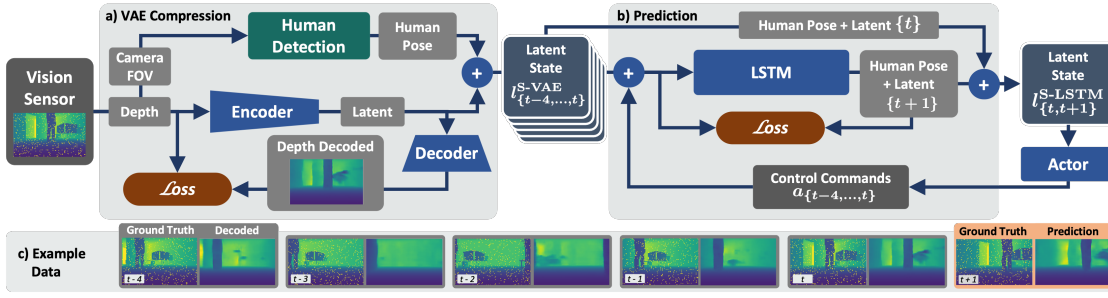 a) VAE Compression
Human
Detection
Human
Pose
Camera
FOV
Vision
Sensor
Depth
Encoder
Latent
Decoder
Depth Decoded
Loss
Latent
State
l^{S-VAE}_{\{t-4,...,t\}}
b) Prediction
Human Pose + Latent {t}
LSTM
Human Pose
+ Latent
{t+1}
Loss
Control Commands
a_{\{t-4,...,t\}}
Latent
State
l^{S-LSTM}_{\{t,t+1\}}
Actor
c) Example
Data
Ground Truth Decoded
t - 4
t - 3
t - 2
t - 1
t
Ground Truth Prediction
t + 1